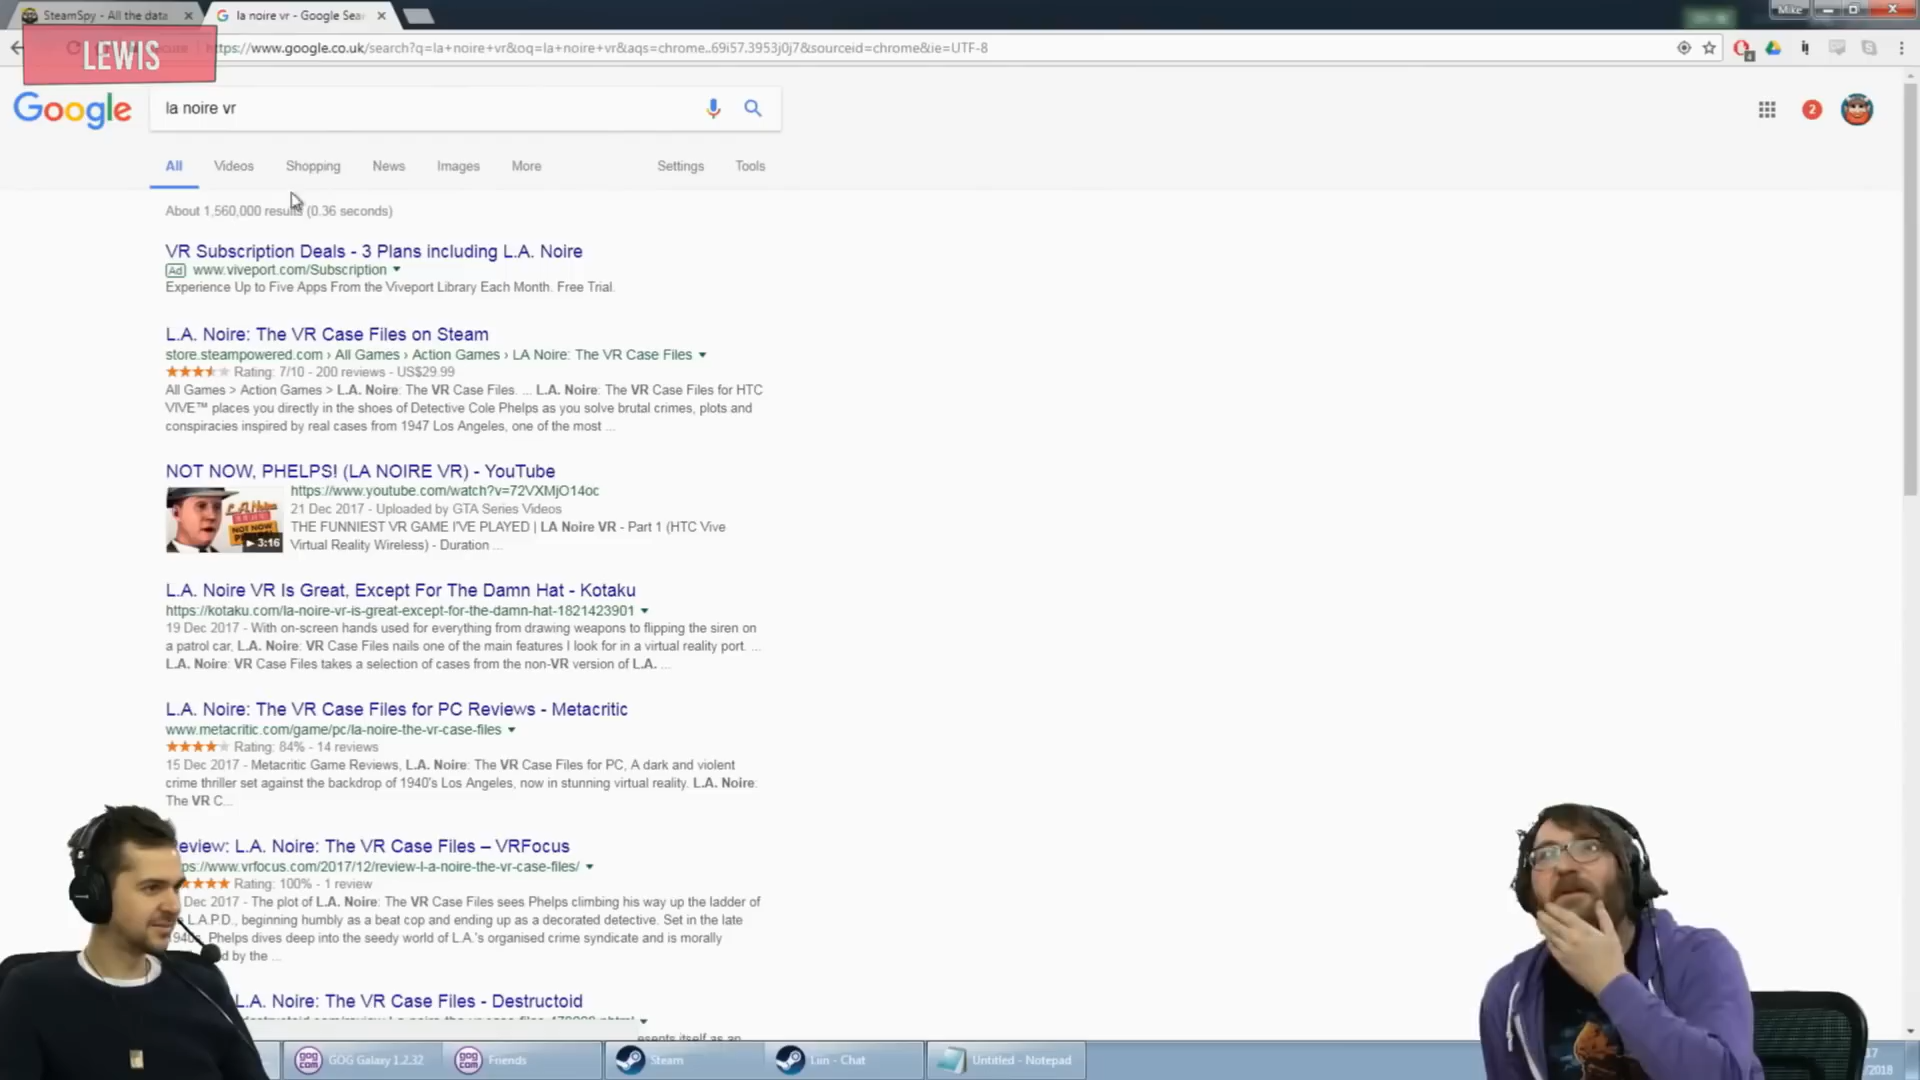 SteamSpy - All the data
la noire vr - Google Sea
Mike
LEWIS
https://www.google.co.uk/search?q=la+noire+vr&oq=la+noire+vr&aqs=chrome..69i57.3953j0j7&sourceid=chrome&ie=UTF-8
Google
la noire vr
2
All Videos Shopping News Images More Settings Tools
About 1,560,000 results (0.36 seconds)
VR Subscription Deals - 3 Plans including L.A. Noire
Ad www.viveport.com/Subscription
Experience Up to Five Apps From the Viveport Library Each Month. Free Trial.
L.A. Noire: The VR Case Files on Steam
store.steampowered.com › All Games › Action Games › LA Noire: The VR Case Files
Rating: 7/10 - 200 reviews - US$29.99
All Games > Action Games > L.A. Noire: The VR Case Files. ... L.A. Noire: The VR Case Files for HTC
VIVE™ places you directly in the shoes of Detective Cole Phelps as you solve brutal crimes, plots and
conspiracies inspired by real cases from 1947 Los Angeles, one of the most ...
NOT NOW, PHELPS! (LA NOIRE VR) - YouTube
https://www.youtube.com/watch?v=72VXMjO14oc
21 Dec 2017 - Uploaded by GTA Series Videos
THE FUNNIEST VR GAME I'VE PLAYED | LA Noire VR - Part 1 (HTC Vive
Virtual Reality Wireless) - Duration ...
L.A. Noire
NOT NOW
3:16
L.A. Noire VR Is Great, Except For The Damn Hat - Kotaku
https://kotaku.com/la-noire-vr-is-great-except-for-the-damn-hat-1821423901
19 Dec 2017 - With on-screen hands used for everything from drawing weapons to flipping the siren on
a patrol car, L.A. Noire: VR Case Files nails one of the main features I look for in a virtual reality port. ...
L.A. Noire: VR Case Files takes a selection of cases from the non-VR version of L.A. ...
L.A. Noire: The VR Case Files for PC Reviews - Metacritic
www.metacritic.com/game/pc/la-noire-the-vr-case-files
Rating: 84% - 14 reviews
15 Dec 2017 - Metacritic Game Reviews, L.A. Noire: The VR Case Files for PC, A dark and violent
crime thriller set against the backdrop of 1940's Los Angeles, now in stunning virtual reality. L.A. Noire:
The VR C...
eview: L.A. Noire: The VR Case Files – VRFocus
ps://www.vrfocus.com/2017/12/review-l-a-noire-the-vr-case-files/
Rating: 100% - 1 review
Dec 2017 - The plot of L.A. Noire: The VR Case Files sees Phelps climbing his way up the ladder of
L.A.P.D., beginning humbly as a beat cop and ending up as a decorated detective. Set in the late
940s, Phelps dives deep into the seedy world of L.A.'s organised crime syndicate and is morally
d by the ...
L.A. Noire: The VR Case Files - Destructoid
GOG Galaxy 1.2.32
Friends
Steam
- Chat
Untitled - Notepad
17
/2018